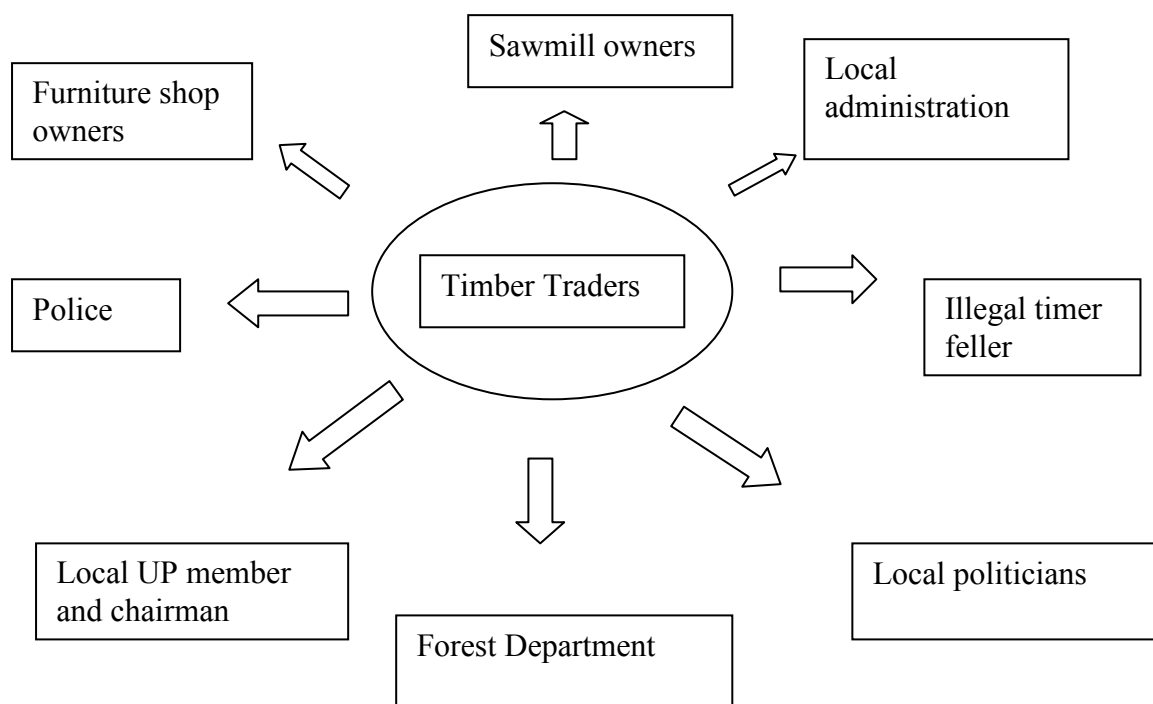 Sawmill owners
Local
administration
Furniture shop
owners
Timber Traders
Police
Illegal timer
feller
Local UP member
and chairman
Local politicians
Forest Department